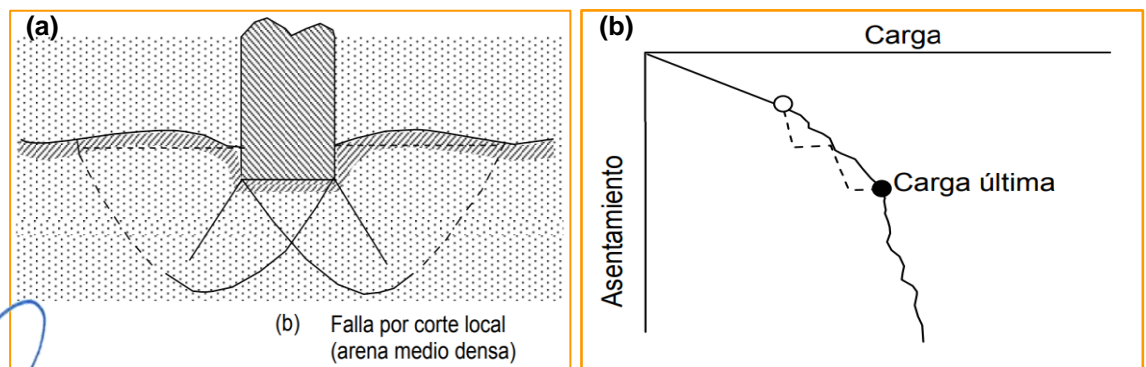 (a)
(b) Falla por corte local
(arena medio densa)
(b)
Carga
Carga última
Asentamiento